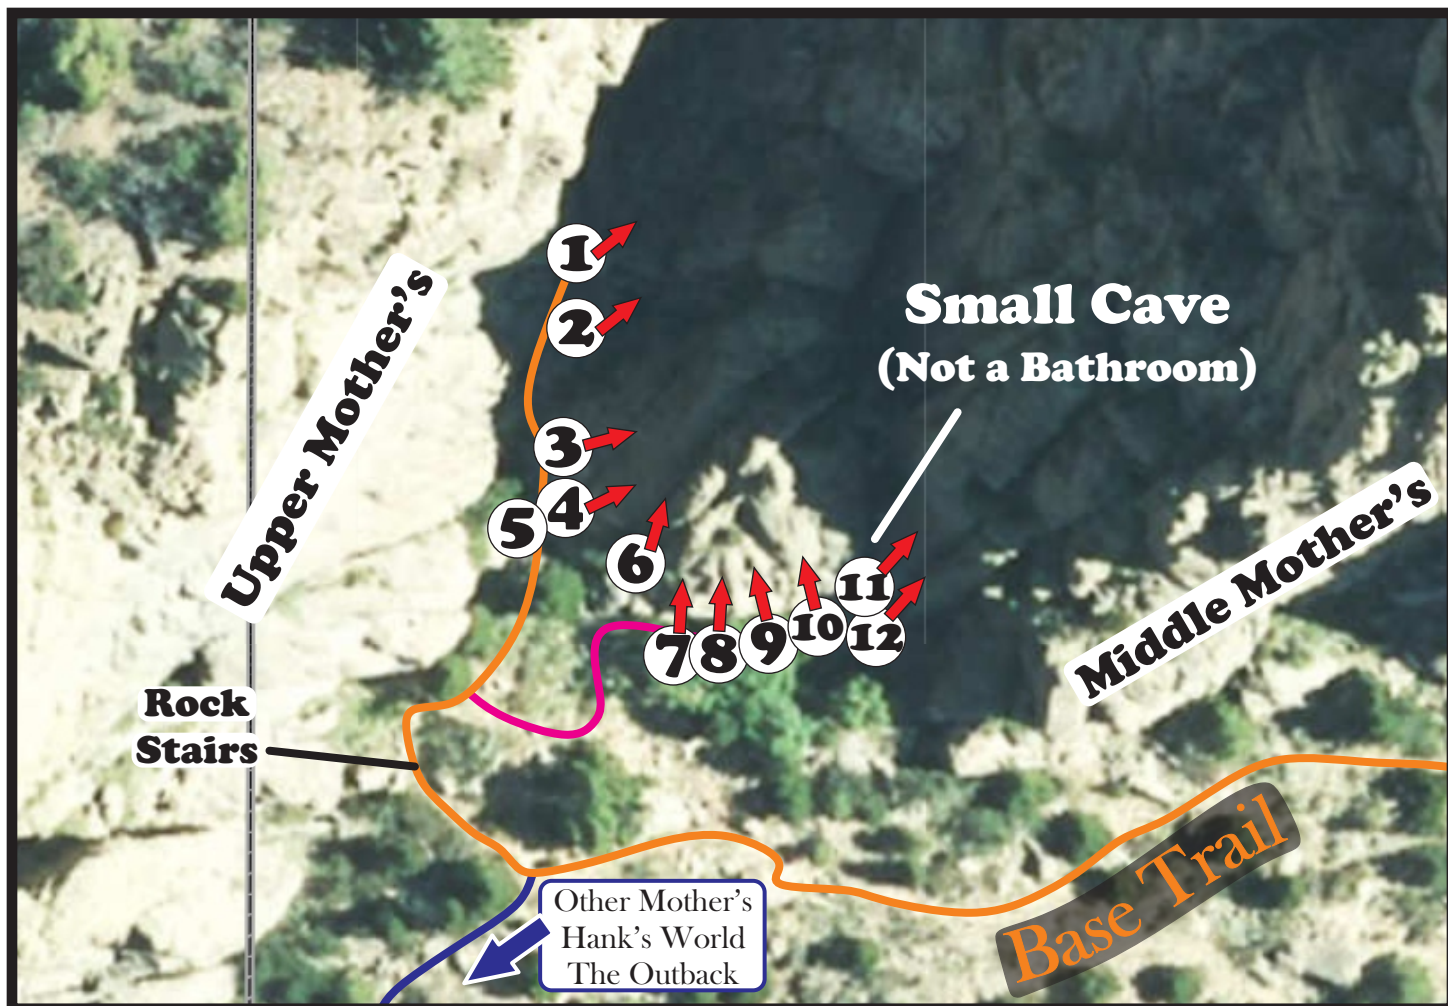 Upper Mother's
1
2
3
4
5
6
7
8
9
10
11
12
Small Cave
(Not a Bathroom)
Middle Mother's
Rock
Stairs
Base Trail
Other Mother's
Hank's World
The Outback